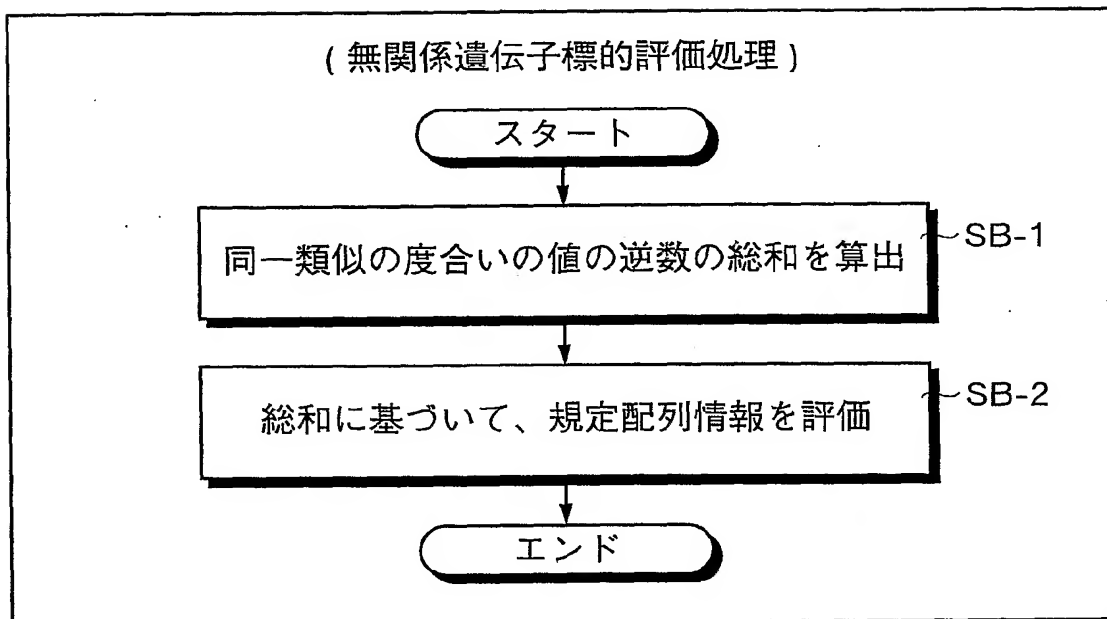 (無関係遺伝子標的評価処理)
スタート
同一類似の度合いの値の逆数の総和を算出
SB-1
総和に基づいて、規定配列情報を評価
SB-2
エンド